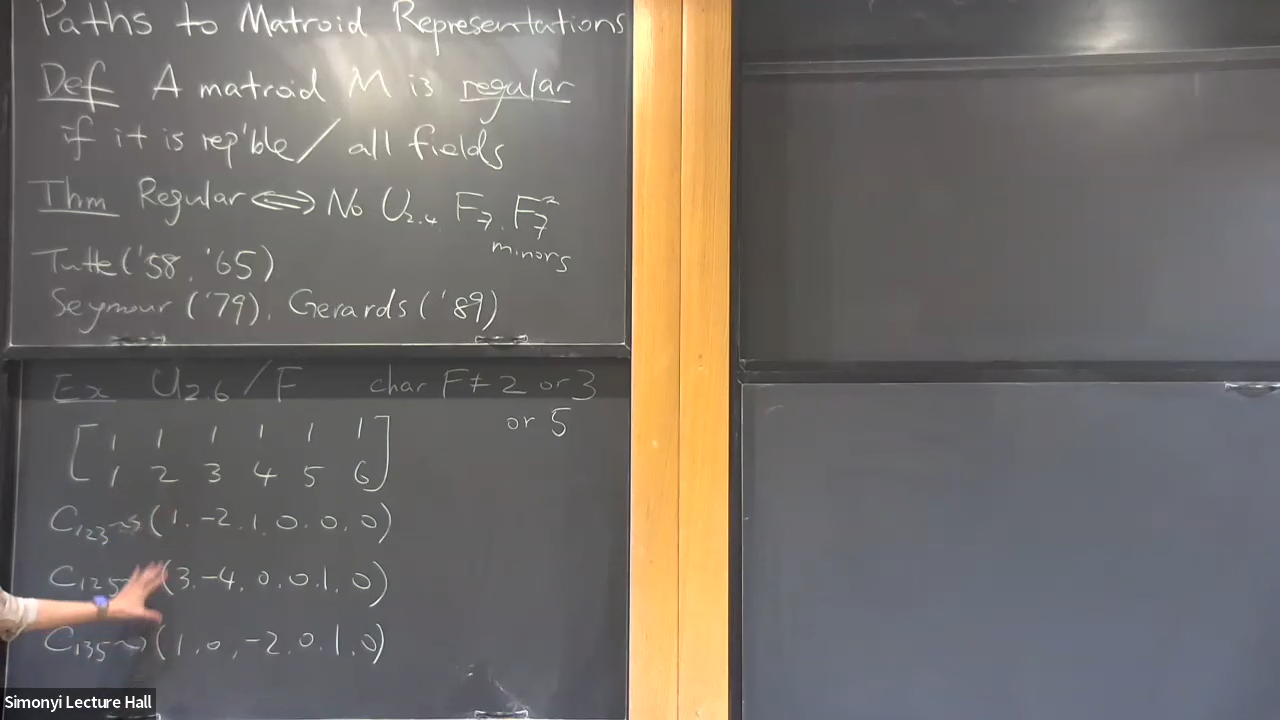 Paths to Matroid Representations
Def A matroid M is regular
if it is rep'ble / all fields
Thm Regular ⟺ No U₂.₄, F₇, F₇*
minors
Tutte ('58, '65)
Seymour ('79), Gerards ('89)
Ex U₂.₆ / F char F ≠ 2 or 3
or 5
[1 1 1 1 1 1
1 2 3 4 5 6]
C₁₂₃ ⇝ (1, -2, 1, 0, 0, 0)
C₁₂₅ ⇝ (3, -4, 0, 0, 1, 0)
C₁₃₅ ⇝ (1, 0, -2, 0, 1, 0)
Simonyi Lecture Hall